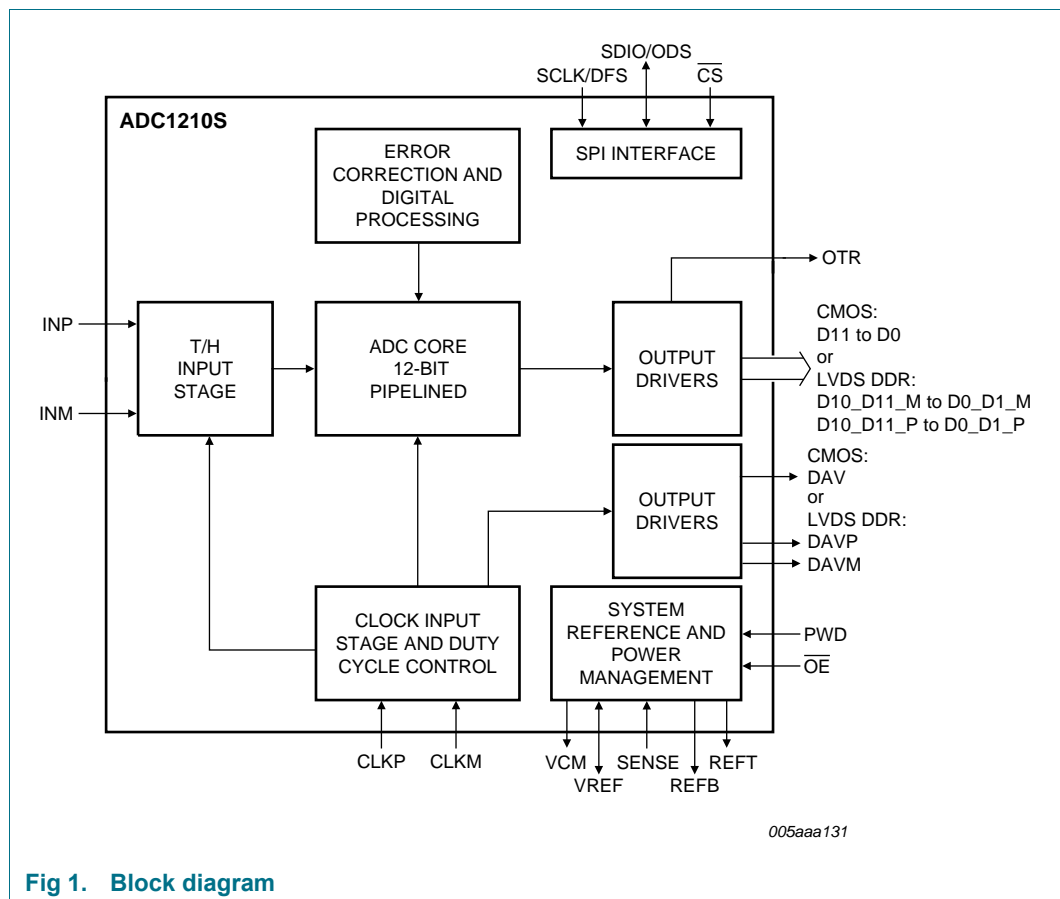 SDIO/ODS
SCLK/DFS
CS
ADC1210S
ERROR
CORRECTION AND
DIGITAL
PROCESSING
SPI INTERFACE
OTR
INP
INM
T/H
INPUT
STAGE
ADC CORE
12-BIT
PIPELINED
OUTPUT
DRIVERS
CMOS:
D11 to D0
or
LVDS DDR:
D10_D11_M to D0_D1_M
D10_D11_P to D0_D1_P
OUTPUT
DRIVERS
CMOS:
DAV
or
LVDS DDR:
DAVP
DAVM
CLOCK INPUT
STAGE AND DUTY
CYCLE CONTROL
SYSTEM
REFERENCE AND
POWER
MANAGEMENT
PWD
OE
CLKP
CLKM
VCM
SENSE
REFT
VREF
REFB
005aaa131
Fig 1. Block diagram